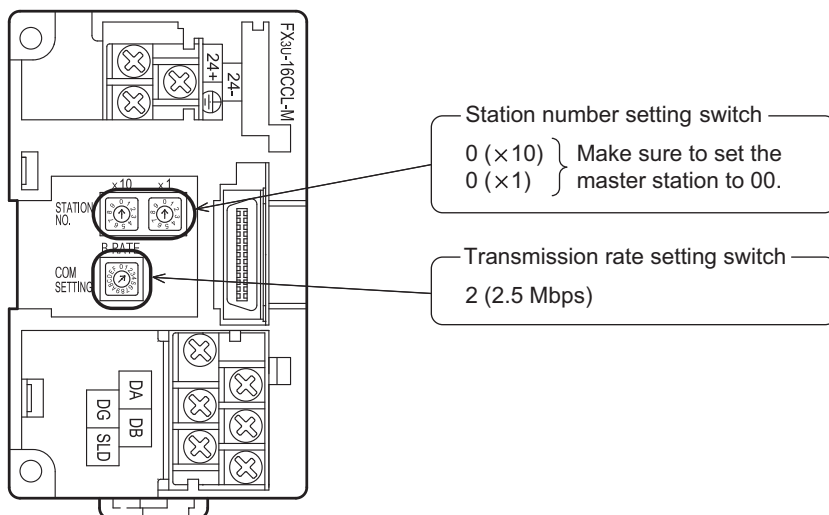 FX3U-16CCL-M
24+
24-
×10 ×1
STATION NO.
B RATE
COM SETTING
DA
DB
DG
SLD
Station number setting switch
0 (×10)
0 (×1)
Make sure to set the
master station to 00.
Transmission rate setting switch
2 (2.5 Mbps)